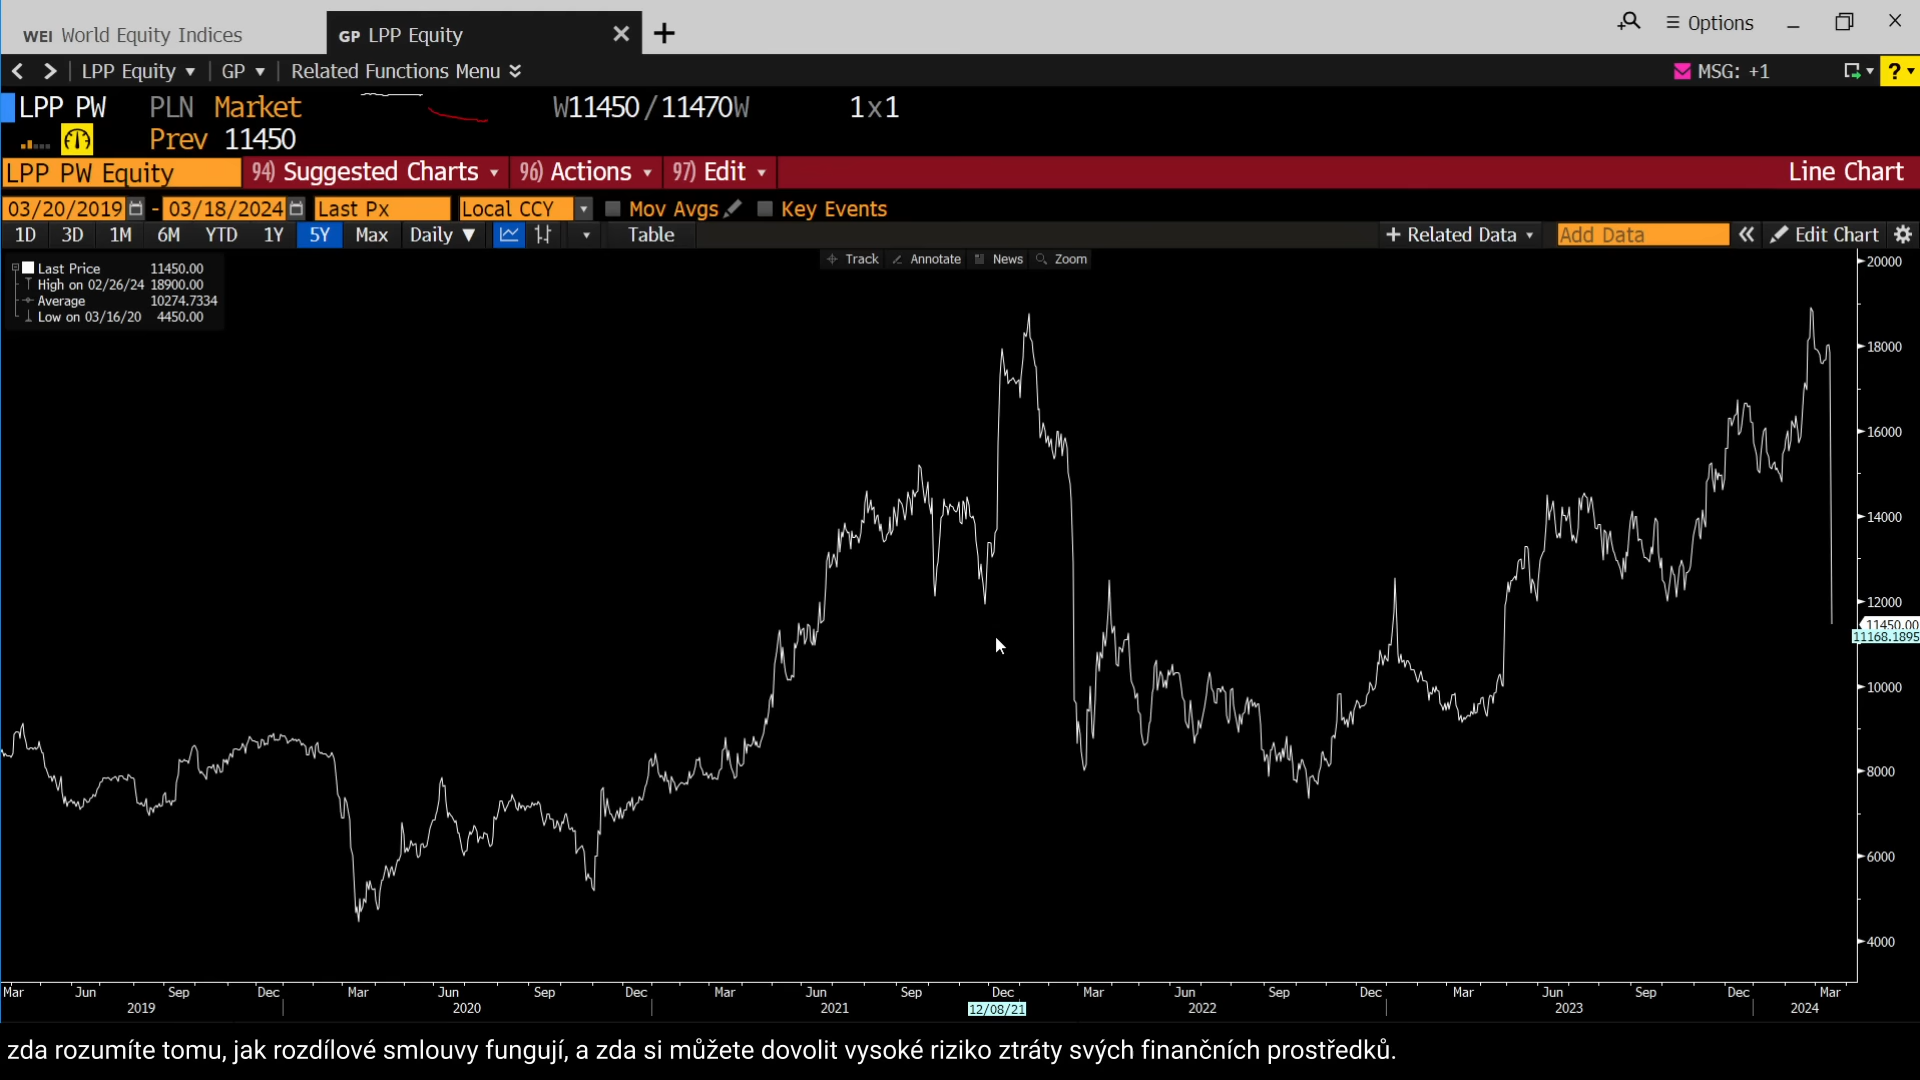 WEI World Equity Indices
GP LPP Equity
Options
LPP Equity
GP
Related Functions Menu
MSG: +1
?
LPP PW PLN Market W11450/11470W 1x1
Prev 11450
LPP PW Equity 94) Suggested Charts 96) Actions 97) Edit Line Chart
03/20/2019 - 03/18/2024 Last Px Local CCY Mov Avgs Key Events
1D 3D 1M 6M YTD 1Y 5Y Max Daily Table + Related Data Add Data « Edit Chart
Track Annotate News Zoom
Last Price 11450.00
High on 02/26/24 18900.00
Average 10274.7334
Low on 03/16/20 4450.00
20000
18000
16000
14000
12000
11450.00
11168.1895
10000
8000
6000
4000
Mar Jun Sep Dec Mar Jun Sep Dec Mar Jun Sep Dec Mar Jun Sep Dec Mar Jun Sep Dec Mar
2019 2020 2021 12/08/21 2022 2023 2024
zda rozumíte tomu, jak rozdílové smlouvy fungují, a zda si můžete dovolit vysoké riziko ztráty svých finančních prostředků.